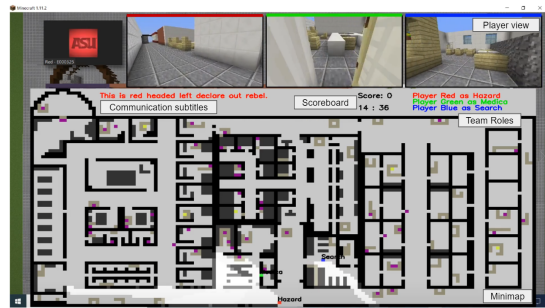 Minecraft 1.11.2
ASU
Player view
This is red headed left declare out rebel.
Communication subtitles
Scoreboard
Score: 0
14 : 36
Player Red as Hazard
Player Green as Medica
Player Blue as Search
Team Roles
Search
Hazard
Minimap